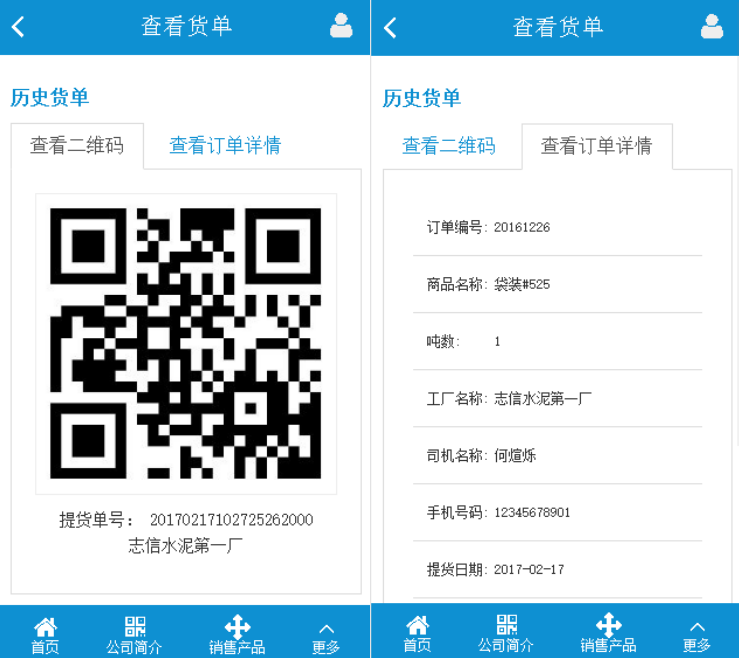 查看货单
历史货单
查看二维码 查看订单详情
提货单号： 20170217102725262000
志信水泥第一厂
首页 公司简介 销售产品 更多
查看货单
历史货单
查看二维码 查看订单详情
订单编号: 20161226
商品名称: 袋装#525
吨数: 1
工厂名称: 志信水泥第一厂
司机名称: 何煊烁
手机号码: 12345678901
提货日期: 2017-02-17
首页 公司简介 销售产品 更多